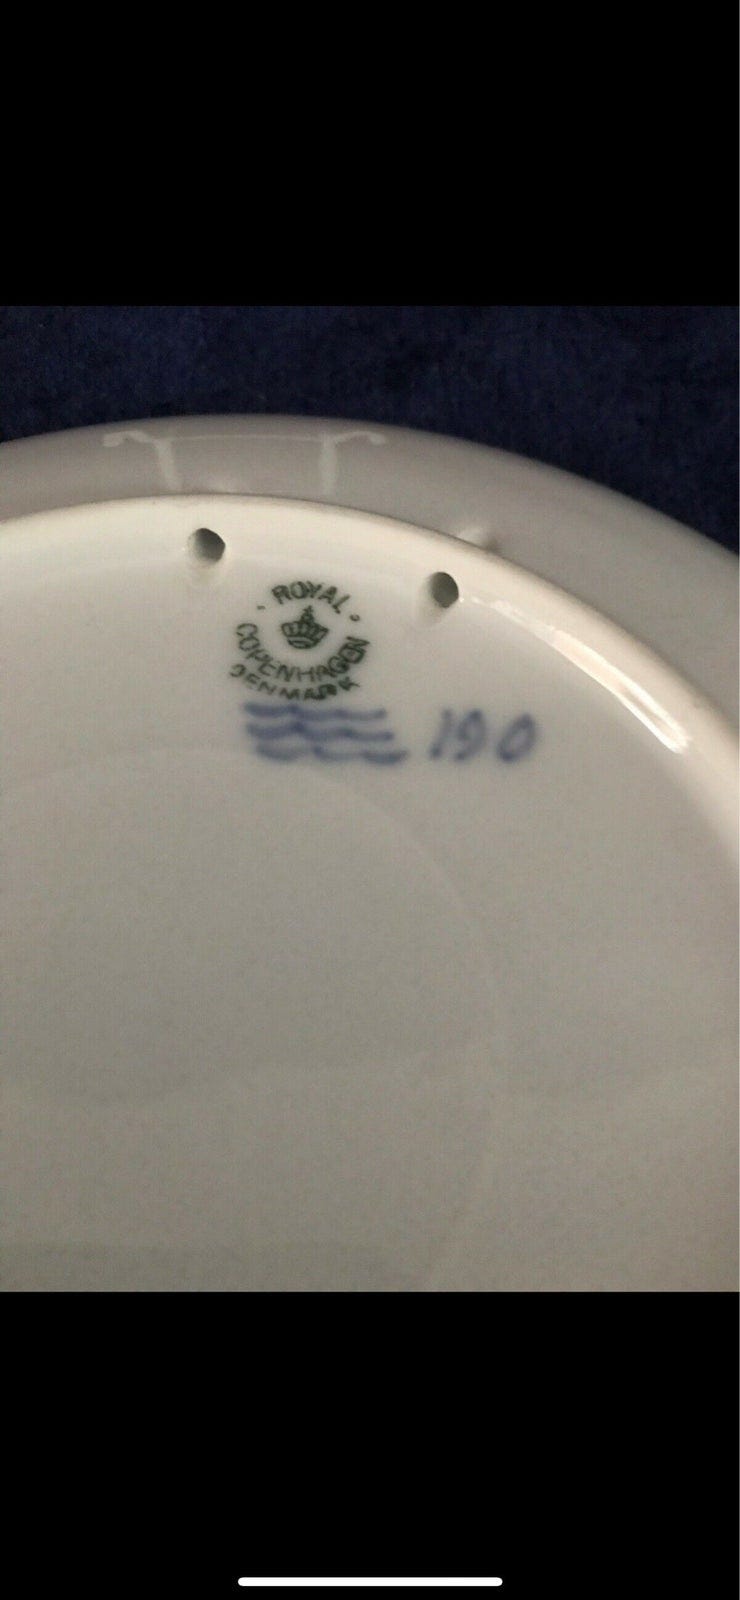 ROYAL
COPENHAGEN
DENMARK
190